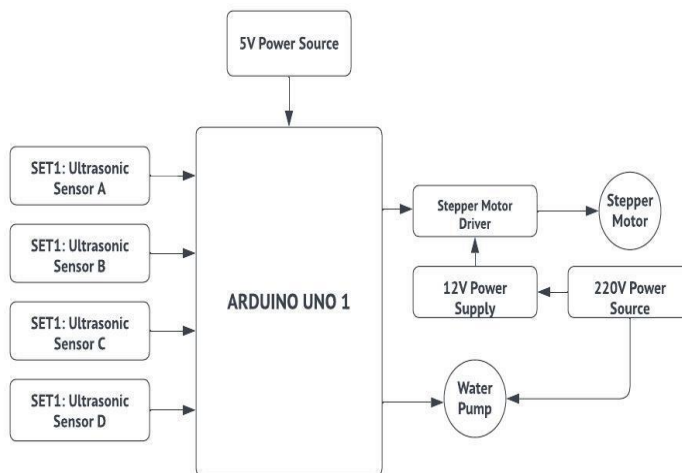 5V Power Source
SET1: Ultrasonic
Sensor A
SET1: Ultrasonic
Sensor B
SET1: Ultrasonic
Sensor C
SET1: Ultrasonic
Sensor D
ARDUINO UNO 1
Stepper Motor
Driver
Stepper
Motor
12V Power
Supply
220V Power
Source
Water
Pump